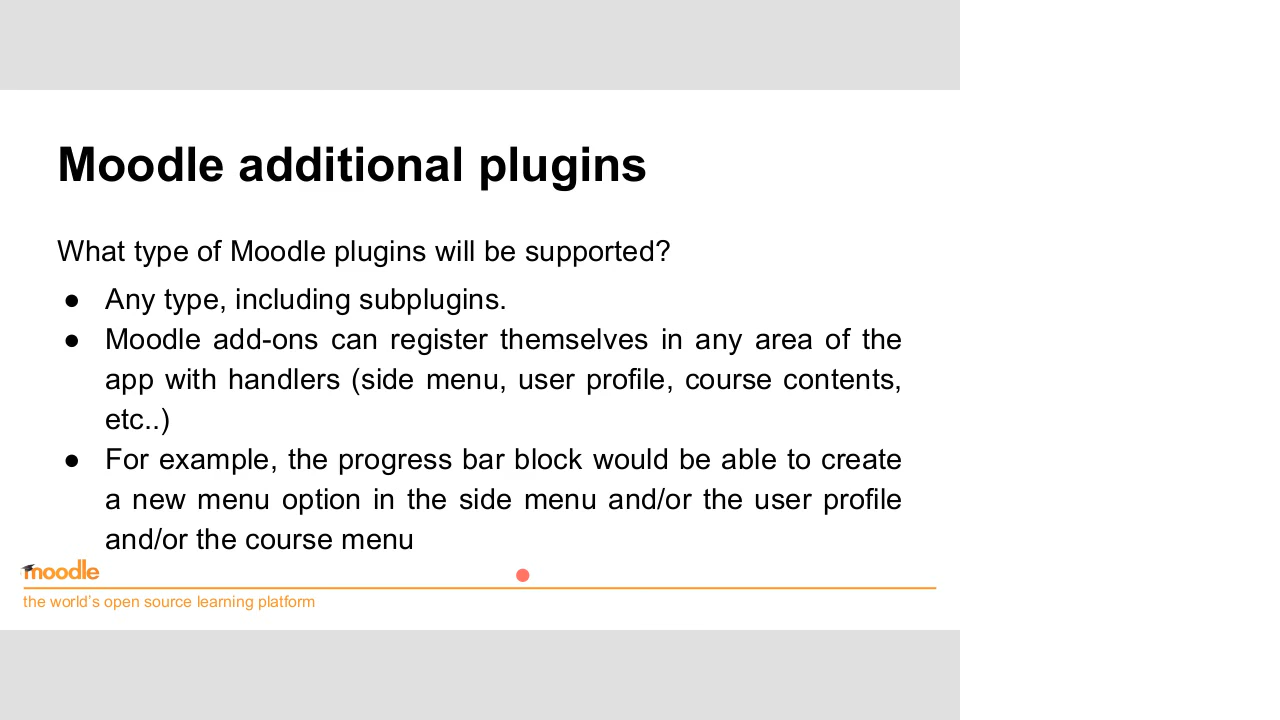 Moodle additional plugins
What type of Moodle plugins will be supported?
● Any type, including subplugins.
● Moodle add-ons can register themselves in any area of the
app with handlers (side menu, user profile, course contents,
etc..)
● For example, the progress bar block would be able to create
a new menu option in the side menu and/or the user profile
and/or the course menu
moodle
the world's open source learning platform